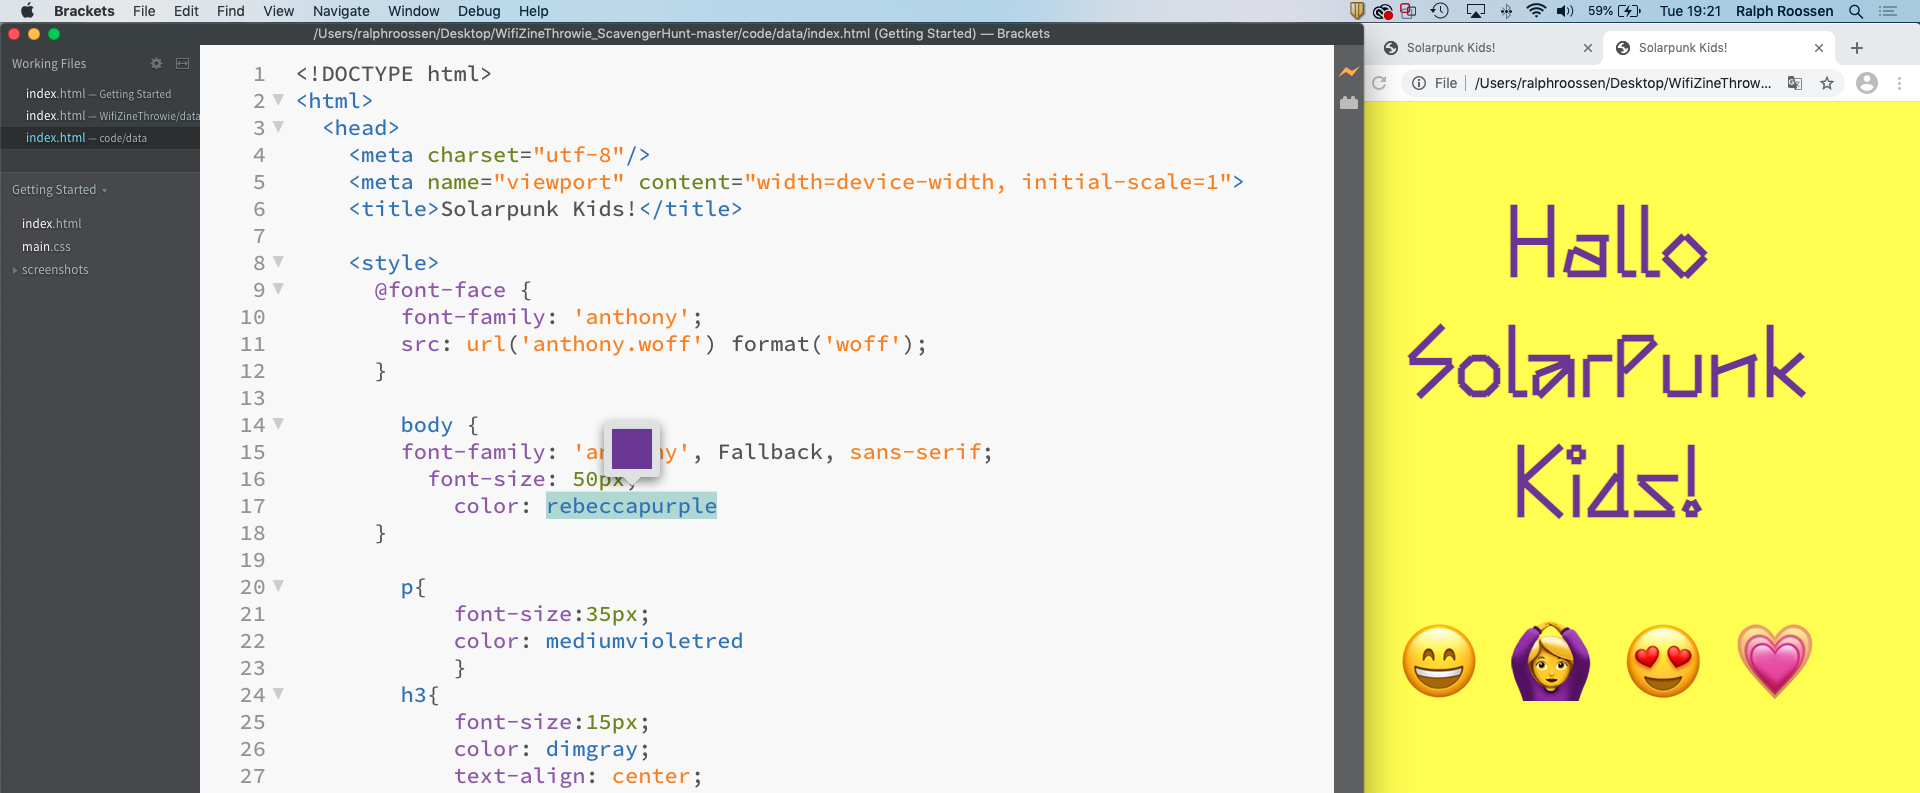 Brackets File Edit Find View Navigate Window Debug Help 59% Tue 19:21 Ralph Roossen
/Users/ralphroossen/Desktop/WifiZineThrowie_ScavengerHunt-master/code/data/index.html (Getting Started) — Brackets
Working Files
index.html — Getting Started
index.html — WifiZineThrowie/data
index.html — code/data
Getting Started
index.html
main.css
screenshots
1 <!DOCTYPE html>
2 <html>
3 <head>
4 <meta charset="utf-8"/>
5 <meta name="viewport" content="width=device-width, initial-scale=1">
6 <title>Solarpunk Kids!</title>
7
8 <style>
9 @font-face {
10 font-family: 'anthony';
11 src: url('anthony.woff') format('woff');
12 }
13
14 body {
15 font-family: 'an ny', Fallback, sans-serif;
16 font-size: 50px;
17 color: rebeccapurple
18 }
19
20 p{
21 font-size:35px;
22 color: mediumvioletred
23 }
24 h3{
25 font-size:15px;
26 color: dimgray;
27 text-align: center;
Solarpunk Kids! Solarpunk Kids!
File /Users/ralphroossen/Desktop/WifiZineThrow...
Hallo
SolarPunk
Kids!